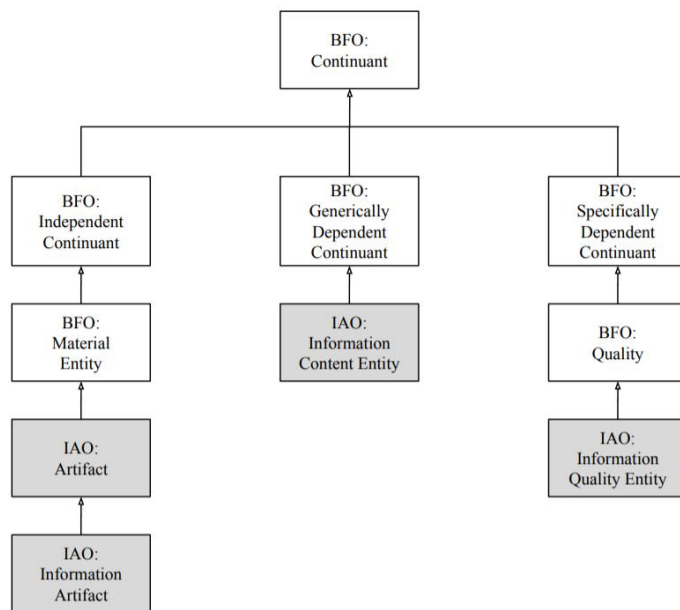 BFO:
Continuant
BFO:
Independent
Continuant
BFO:
Generically
Dependent
Continuant
BFO:
Specifically
Dependent
Continuant
BFO:
Material
Entity
IAO:
Information
Content Entity
BFO:
Quality
IAO:
Artifact
IAO:
Information
Quality Entity
IAO:
Information
Artifact